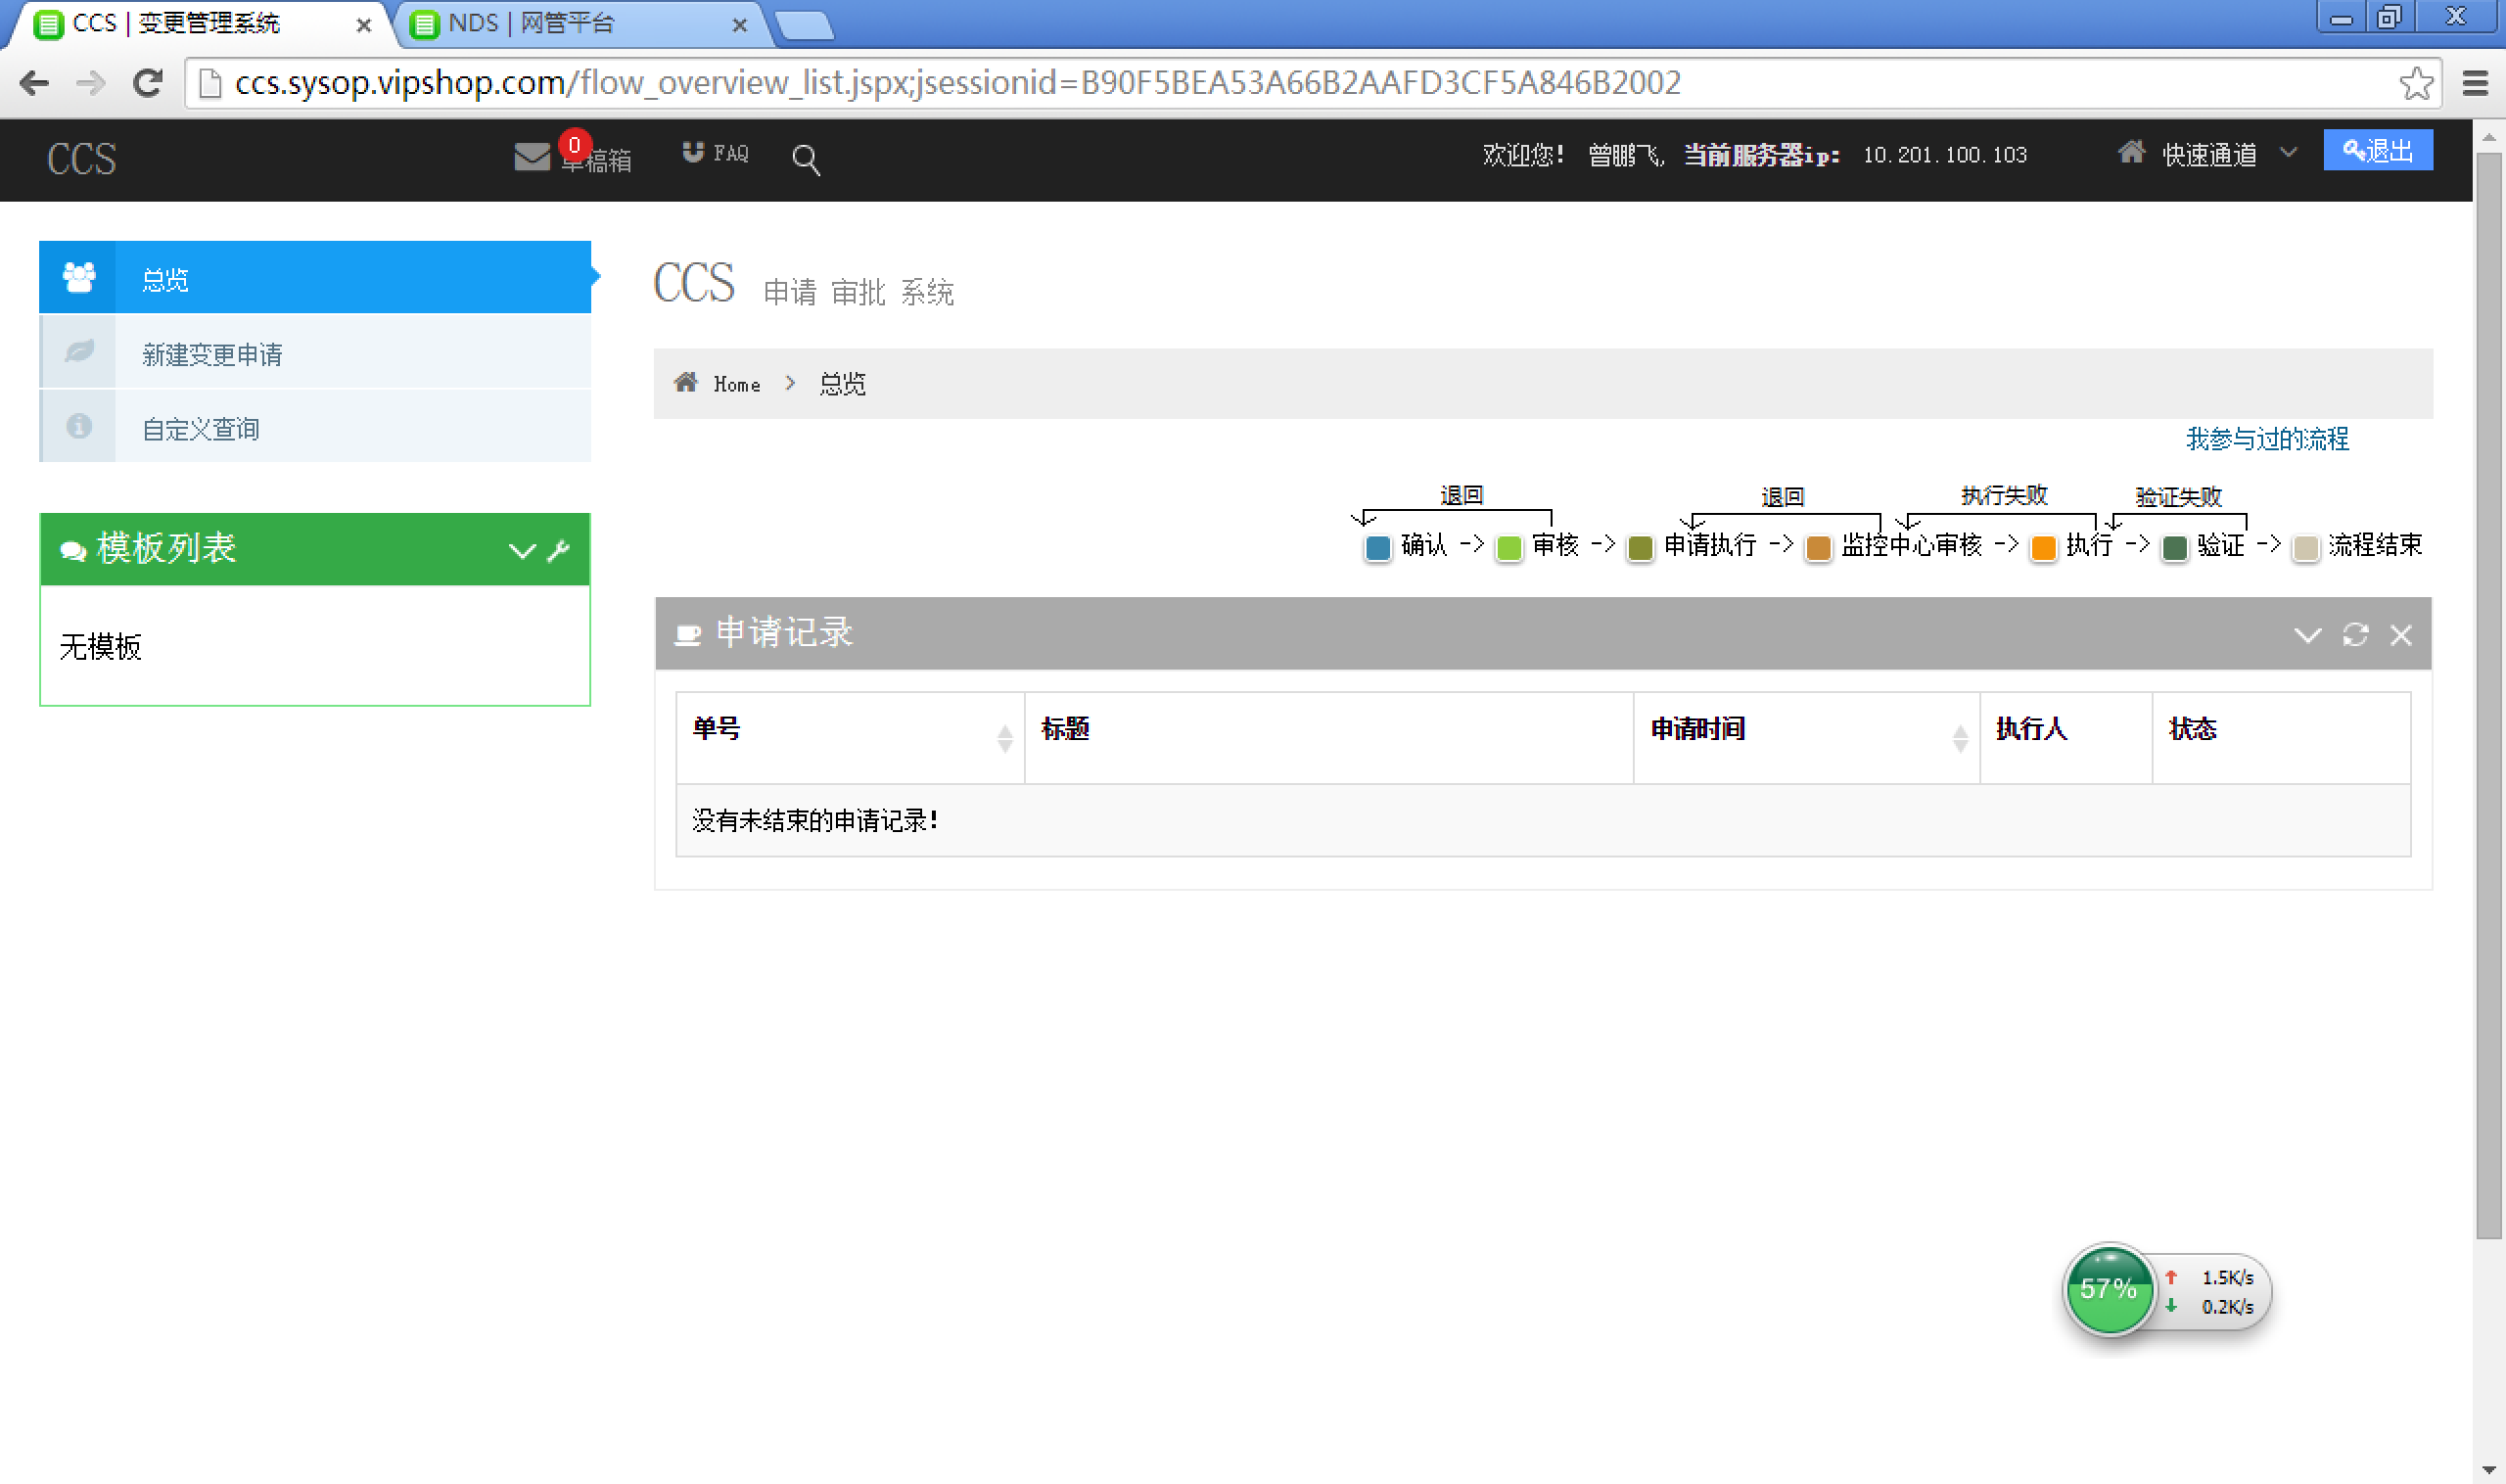 CCS | 变更管理系统
NDS | 网管平台
ccs.sysop.vipshop.com/flow_overview_list.jspx;jsessionid=B90F5BEA53A66B2AAFD3CF5A846B2002
CCS
0
草稿箱
FAQ
欢迎您! 曾鹏飞, 当前服务器ip: 10.201.100.103
快速通道
退出
总览
新建变更申请
自定义查询
模板列表
无模板
CCS 申请 审批 系统
Home > 总览
我参与过的流程
退回 退回 执行失败 验证失败
确认 -> 审核 -> 申请执行 -> 监控中心审核 -> 执行 -> 验证 -> 流程结束
申请记录
单号 标题 申请时间 执行人 状态
没有未结束的申请记录!
57%
1.5K/s
0.2K/s